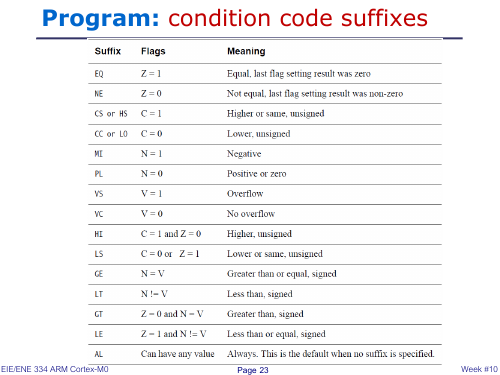 Program: condition code suffixes
Suffix Flags Meaning
EQ Z = 1 Equal, last flag setting result was zero
NE Z = 0 Not equal, last flag setting result was non-zero
CS or HS C = 1 Higher or same, unsigned
CC or LO C = 0 Lower, unsigned
MI N = 1 Negative
PL N = 0 Positive or zero
VS V = 1 Overflow
VC V = 0 No overflow
HI C = 1 and Z = 0 Higher, unsigned
LS C = 0 or Z = 1 Lower or same, unsigned
GE N = V Greater than or equal, signed
LT N != V Less than, signed
GT Z = 0 and N = V Greater than, signed
LE Z = 1 and N != V Less than or equal, signed
AL Can have any value Always. This is the default when no suffix is specified.
EIE/ENE 334 ARM Cortex-M0 Page 23 Week #10